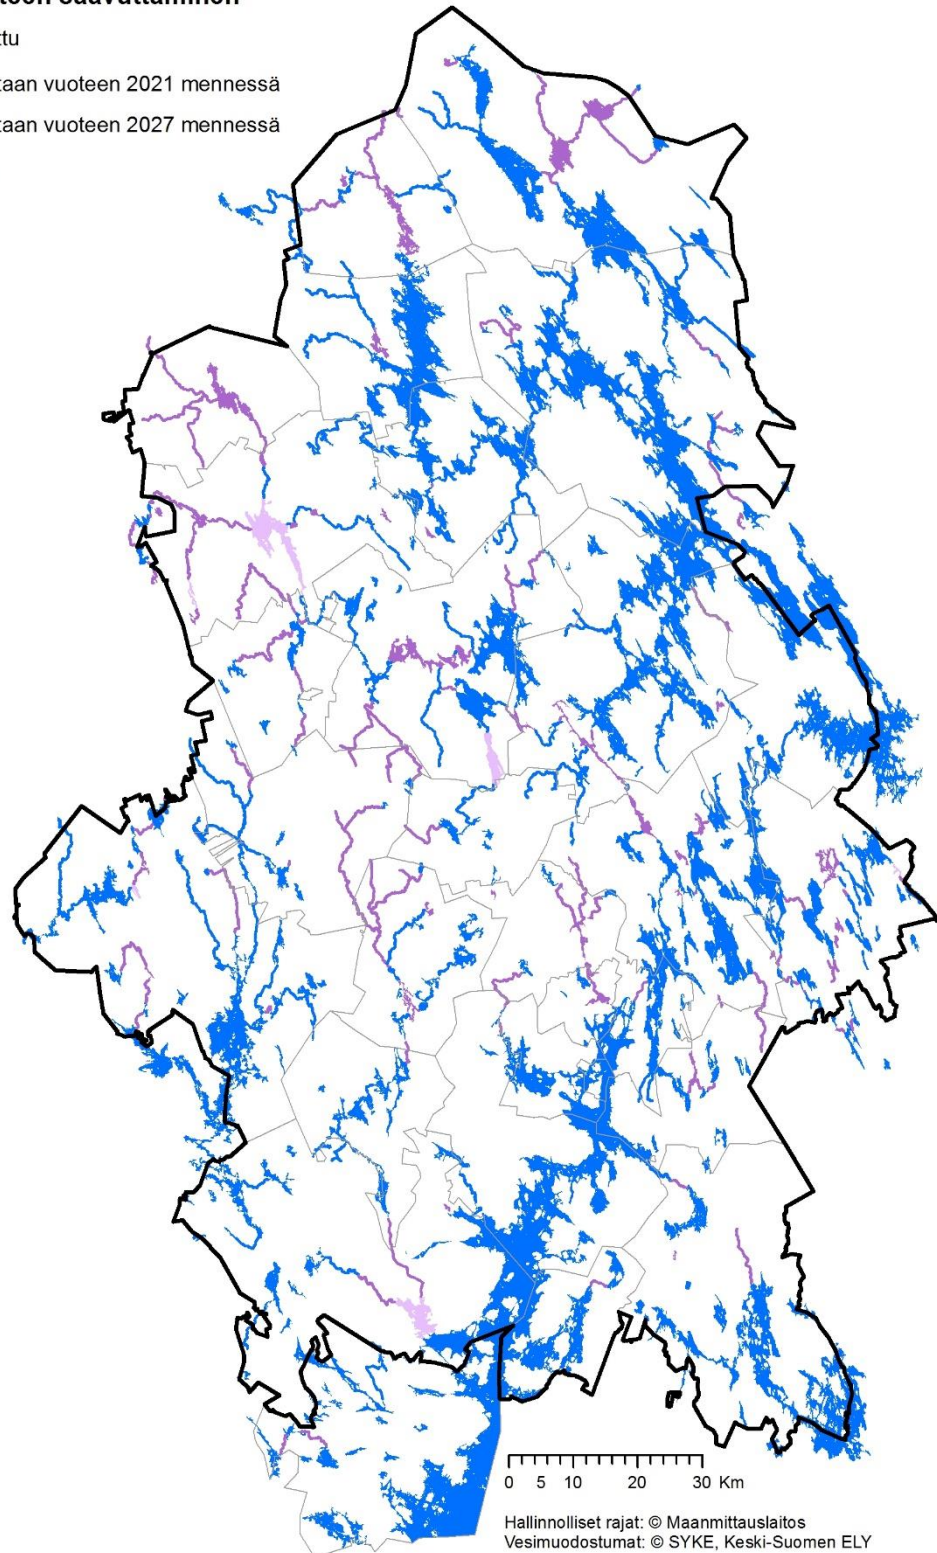 ttu
taan vuoteen 2021 mennessä
taan vuoteen 2027 mennessä
0 5 10 20 30 Km
Hallinnolliset rajat: © Maanmittauslaitos
Vesimuodostumat: © SYKE, Keski-Suomen ELY